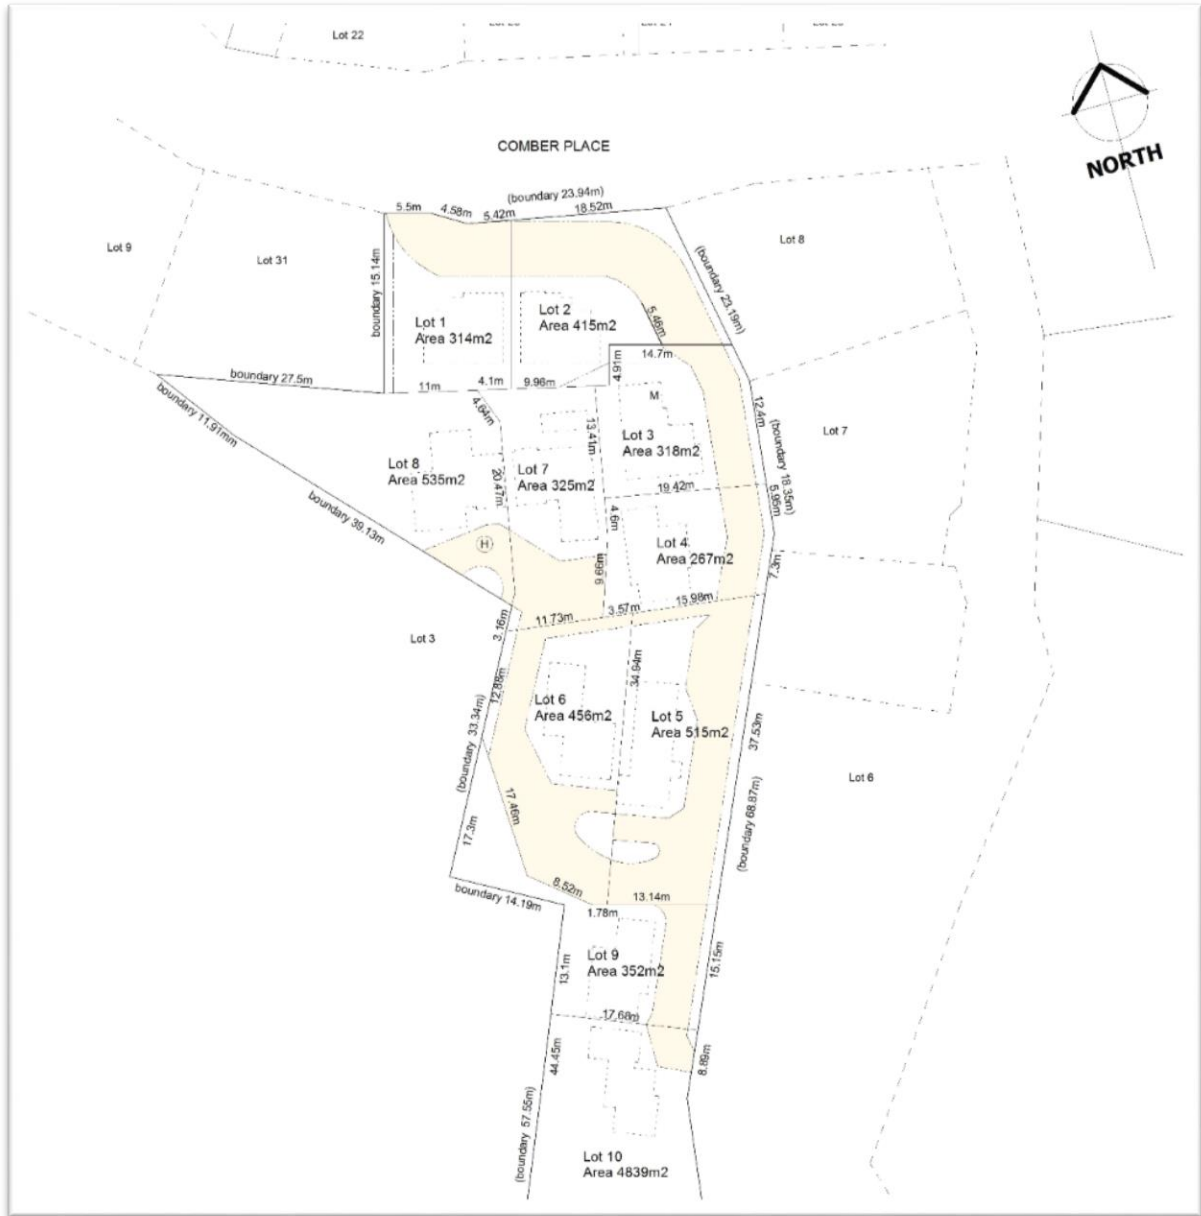 Lot 22
COMBER PLACE
NORTH
(boundary 23.94m)
5.5m
4.58m
5.42m
18.52m
Lot 9
Lot 31
Lot 8
boundary 15.14m
(boundary 23.19m)
Lot 1
Area 314m2
Lot 2
Area 415m2
5.46m
14.7m
4.61m
boundary 27.5m
11m
4.1m
9.96m
boundary 11.91mm
4.64m
M
12.4m
(boundary 18.35m)
Lot 7
13.41m
Lot 3
Area 318m2
Lot 8
Area 535m2
Lot 7
Area 325m2
20.47m
19.42m
5.95m
boundary 39.13m
4.6m
H
Lot 4
Area 267m2
9.66m
7.3m
3.57m
15.98m
11.73m
3.16m
Lot 3
34.94m
12.88m
Lot 6
Area 456m2
Lot 5
Area 515m2
(boundary 33.34m)
37.53m
Lot 6
17.46m
17.3m
(boundary 68.87m)
8.52m
boundary 14.19m
13.14m
1.78m
Lot 9
Area 352m2
13.1m
15.15m
17.68m
44.45m
8.89m
(boundary 57.55m)
Lot 10
Area 4839m2